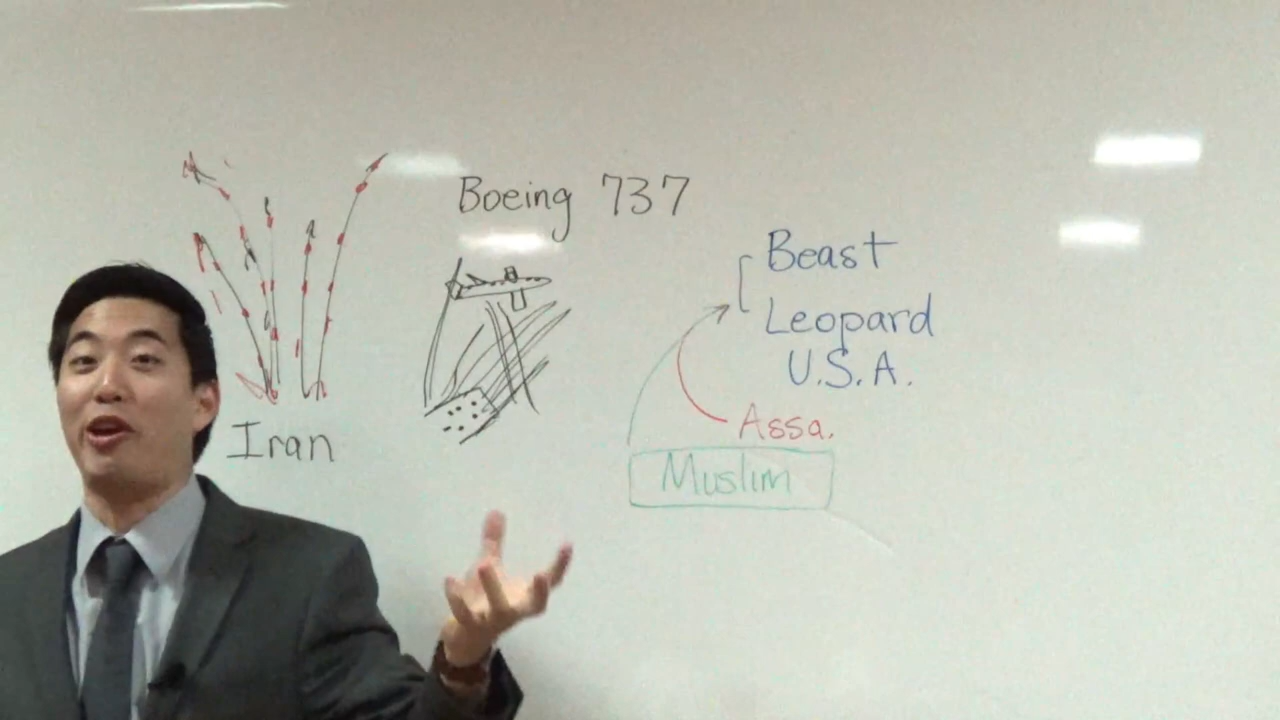 Boeing 737
Iran
Beast
Leopard
U.S.A.
Assa.
Muslim